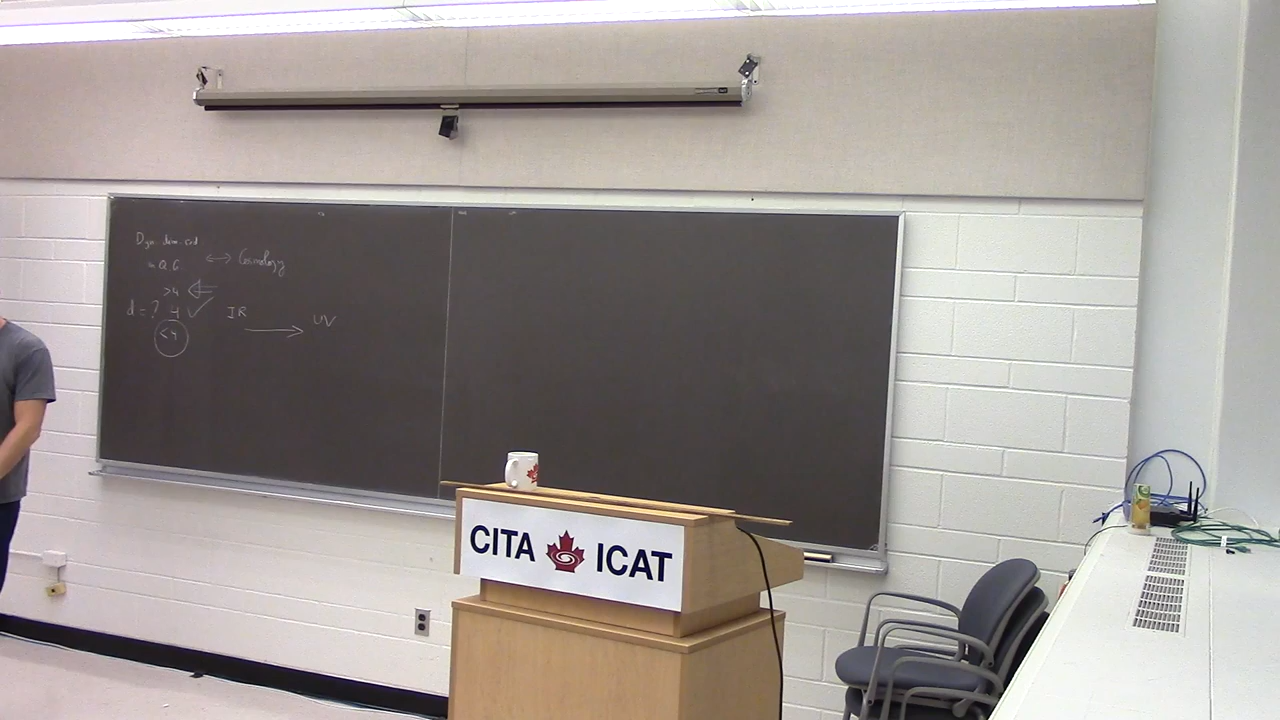 Dyn. dim. red
in Q.G. ↔ Cosmology
>4 ⇐
d = ? 4 ✓ IR → UV
<4
CITA ICAT